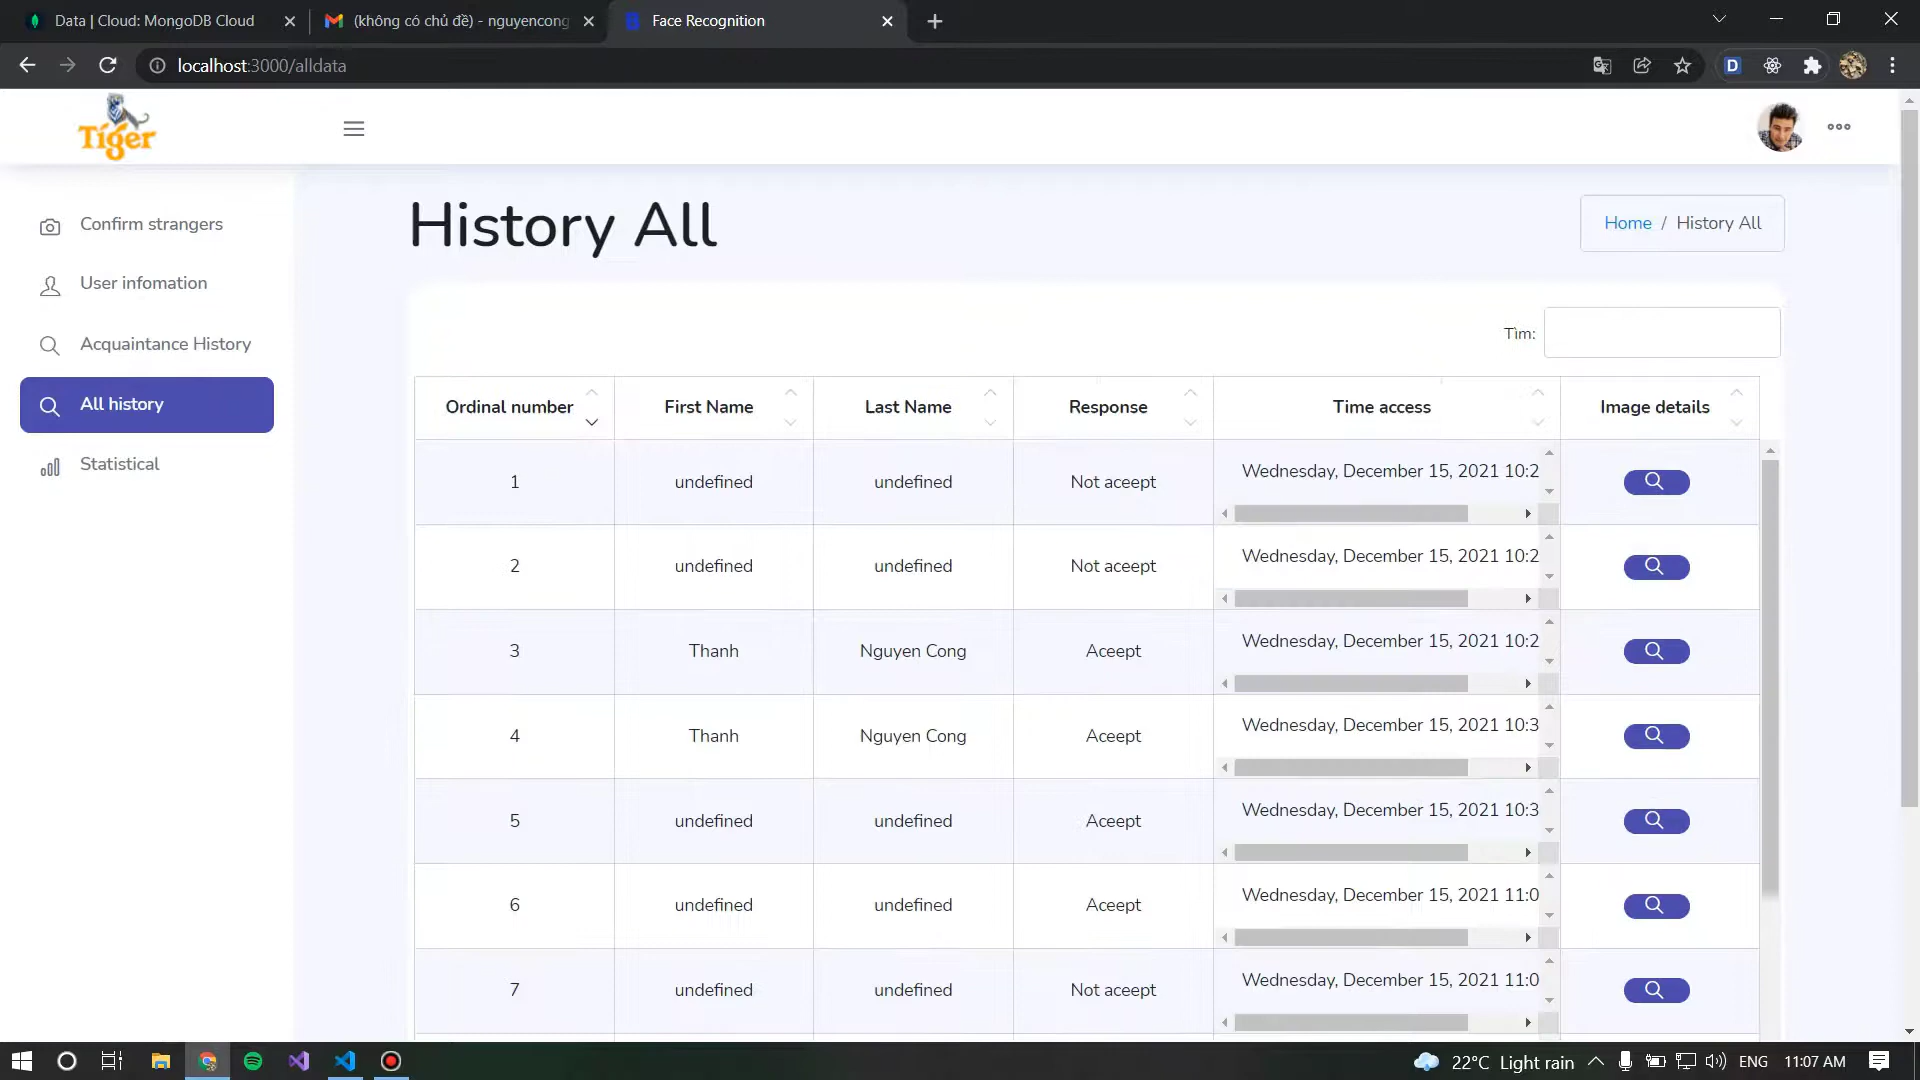 Data | Cloud: MongoDB Cloud
(không có chủ đề) - nguyencong
Face Recognition
localhost:3000/alldata
D
Tiger
History All
Home / History All
Confirm strangers
User infomation
Acquaintance History
All history
Statistical
Tìm:
Ordinal number First Name Last Name Response Time access Image details
1 undefined undefined Not aceept Wednesday, December 15, 2021 10:2
2 undefined undefined Not aceept Wednesday, December 15, 2021 10:2
3 Thanh Nguyen Cong Aceept Wednesday, December 15, 2021 10:2
4 Thanh Nguyen Cong Aceept Wednesday, December 15, 2021 10:3
5 undefined undefined Aceept Wednesday, December 15, 2021 10:3
6 undefined undefined Aceept Wednesday, December 15, 2021 11:0
7 undefined undefined Not aceept Wednesday, December 15, 2021 11:0
22°C Light rain ENG 11:07 AM